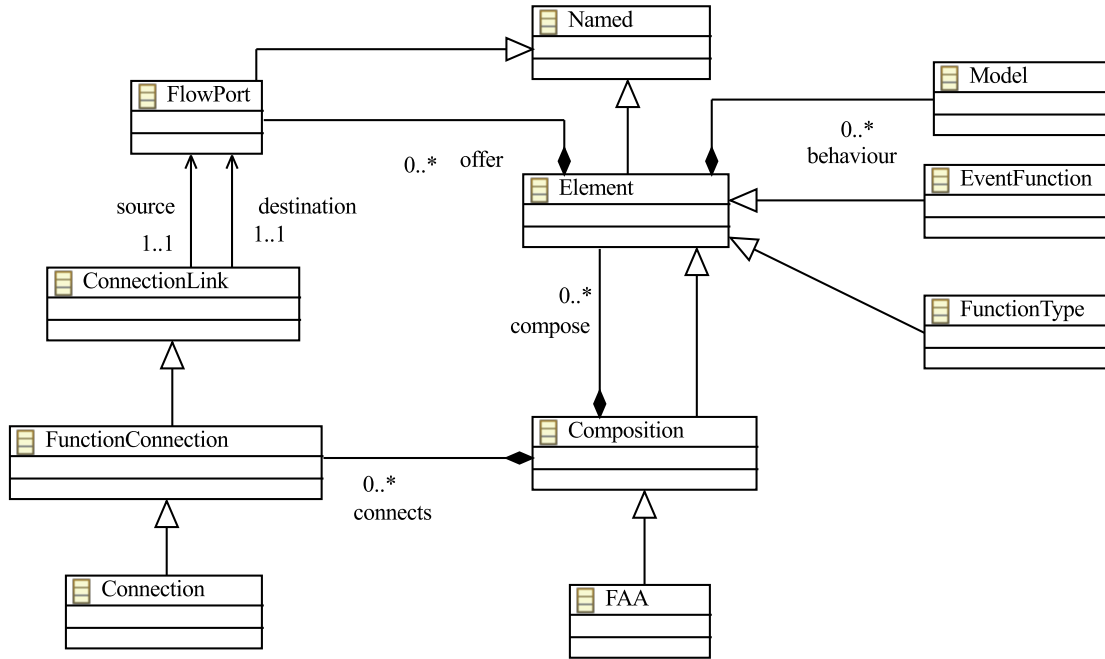 Named
Model
FlowPort
0..*
behaviour
0..* offer
Element
EventFunction
source
destination
1..1
1..1
ConnectionLink
0..*
compose
FunctionType
FunctionConnection
Composition
0..*
connects
Connection
FAA